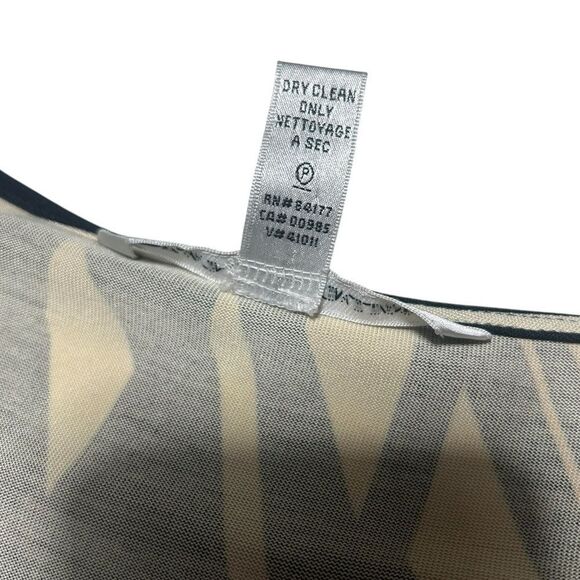 DRY CLEAN
ONLY
NETTOYAGE
A SEC
P
RN# 84177
CA# 00985
V# 41011